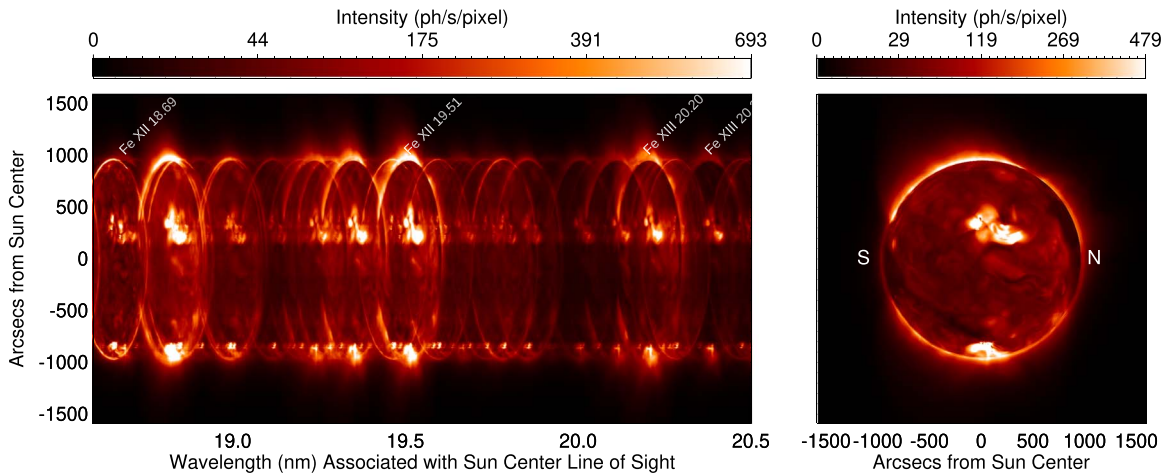 Intensity (ph/s/pixel)
0 44 175 391 693
Intensity (ph/s/pixel)
0 29 119 269 479
Fe XII 18.69
Fe XII 19.51
Fe XIII 20.20
Fe XIII 20.
Arcsecs from Sun Center
1500
1000
500
0
-500
-1000
-1500
19.0 19.5 20.0 20.5
Wavelength (nm) Associated with Sun Center Line of Sight
S
N
-1500 -1000 -500 0 500 1000 1500
Arcsecs from Sun Center